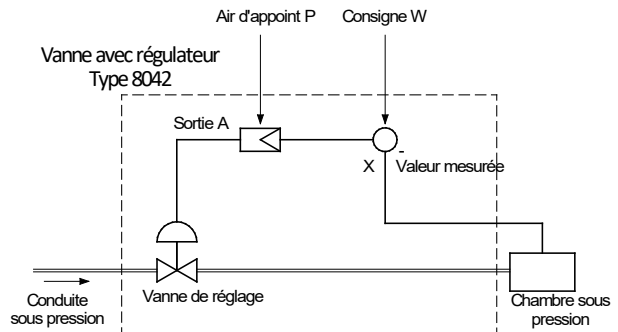 Air d'appoint P
Consigne W
Vanne avec régulateur
Type 8042
Sortie A
-
X
Valeur mesurée
Conduite
sous pression
Vanne de réglage
Chambre sous
pression